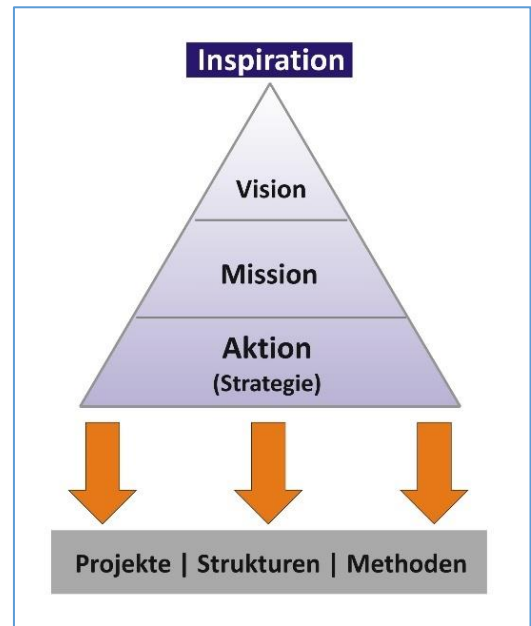 Inspiration
Vision
Mission
Aktion
(Strategie)
Projekte | Strukturen | Methoden